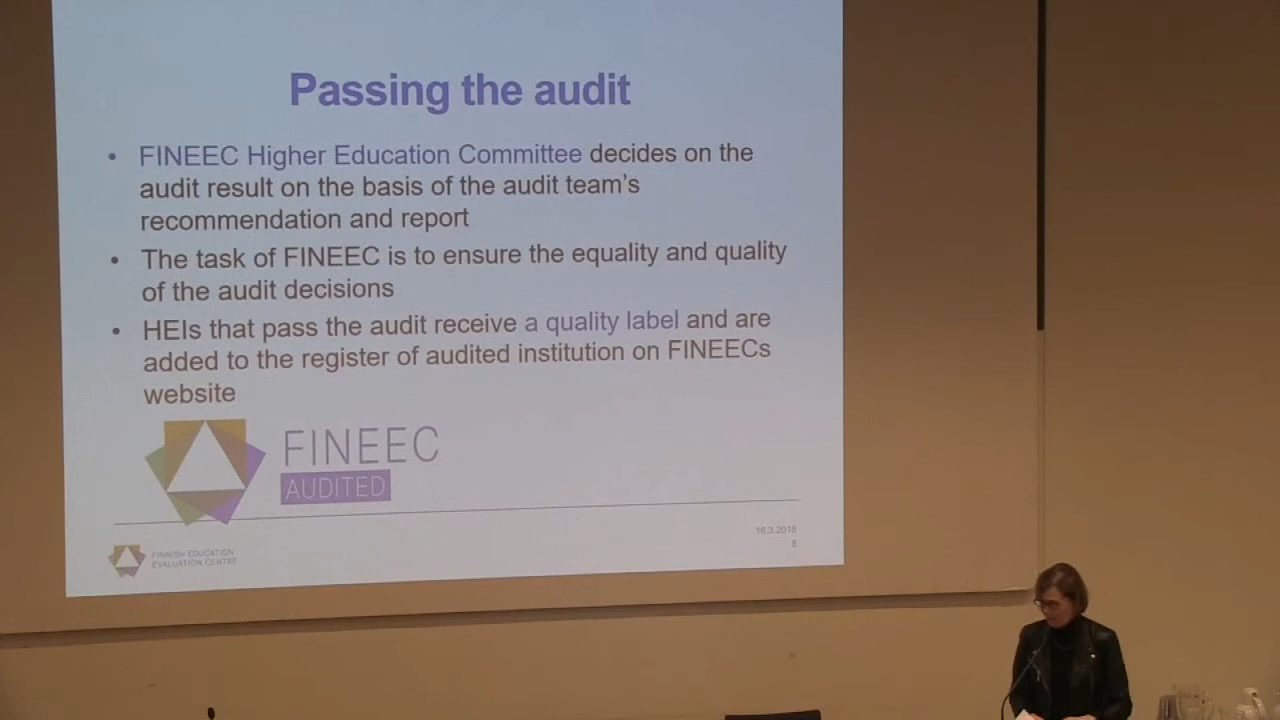 Passing the audit
• FINEEC Higher Education Committee decides on the
audit result on the basis of the audit team's
recommendation and report
• The task of FINEEC is to ensure the equality and quality
of the audit decisions
• HEIs that pass the audit receive a quality label and are
added to the register of audited institution on FINEECs
website
FINEEC
AUDITED
16.3.2018
8
FINNISH EDUCATION
EVALUATION CENTRE